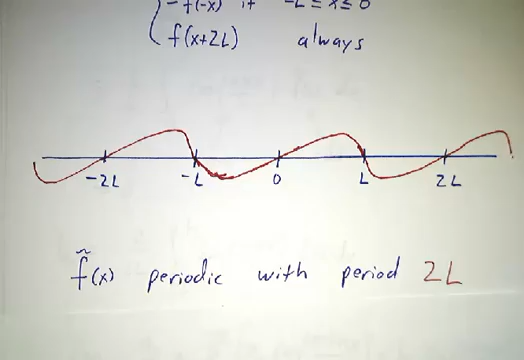 -f(-x) if -L ≤ x ≤ 0
f(x+2L) always
-2L -L 0 L 2L
f̃(x) periodic with period 2L